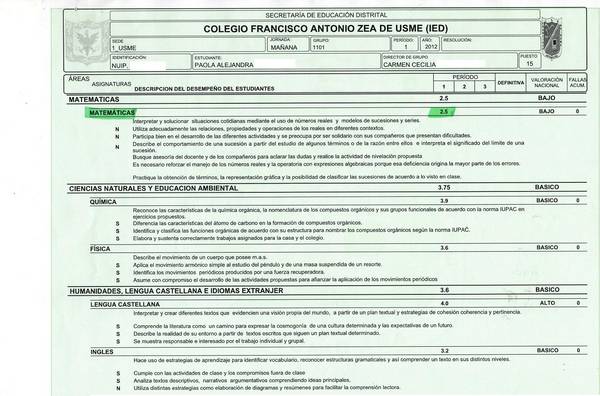 SECRETARÍA DE EDUCACIÓN DISTRITAL
COLEGIO FRANCISCO ANTONIO ZEA DE USME (IED)
SEDE JORNADA GRUPO: PERÍODO: AÑO: RESOLUCIÓN:
1_USME MAÑANA 1101 1 2012
IDENTIFICACIÓN: ESTUDIANTE: DIRECTOR DE GRUPO: PUESTO
NUIP. PAOLA ALEJANDRA CARMEN CECILIA 15
ÁREAS PERÍODO VALORACIÓN FALLAS
ASIGNATURAS DEFINITIVA NACIONAL ACUM.
DESCRIPCION DEL DESEMPEÑO DEL ESTUDIANTES 1 2 3
MATEMATICAS 2.5 BAJO
MATEMÁTICAS 2.5 BAJO 0
Interpretar y solucionar situaciones cotidianas mediante el uso de números reales y modelos de sucesiones y series.
N Utiliza adecuadamente las relaciones, propiedades y operaciones de los reales en diferentes contextos.
N Participa bien en el desarrollo de las diferentes actividades y se preocupa por ser solidario con sus compañeros que presentan dificultades.
N Describe el comportamiento de una sucesión a partir del estudio de algunos términos o de la razón entre ellos e interpreta el significado del límite de una
sucesión.
Busque asesoría del docente y de los compañeros para aclarar las dudas y realice la actividad de nivelación propuesta
Es necesario reforzar el manejo de los números reales y la operatoria con expresiones algebraicas porque esa deficiencia origina la mayor parte de los errores.
Practique la obtención de términos, la representación gráfica y la posibilidad de clasificar las sucesiones de acuerdo a lo visto en clase.
CIENCIAS NATURALES Y EDUCACION AMBIENTAL 3.75 BASICO
QUÍMICA 3.9 BASICO 0
Reconoce las características de la química orgánica, la nomenclatura de los compuestos orgánicos y sus grupos funcionales de acuerdo con la norma IUPAC en
ejercicios propuestos.
S Diferencia las características del átomo de carbono en la formación de compuestos orgánicos.
S Identifica y clasifica las funciones orgánicas de acuerdo con su estructura para nombrar los compuestos orgánicos según la norma IUPAC.
S Elabora y sustenta correctamente trabajos asignados para la casa y el colegio.
FÍSICA 3.6 BASICO 0
Describe el movimiento de un cuerpo que posee m.a.s.
S Aplica el movimiento armónico simple al estudio del péndulo y de una masa suspendida de un resorte.
S Identifica los movimientos periódicos producidos por una fuerza recuperadora.
S Asume con compromiso el desarrollo de las actividades propuestas para afianzar la aplicación de los movimientos periódicos
HUMANIDADES, LENGUA CASTELLANA E IDIOMAS EXTRANJER 3.6 BASICO
LENGUA CASTELLANA 4.0 ALTO 0
Interpretar y crear diferentes textos que evidencien una visión propia del mundo, a partir de un plan textual y estrategias de cohesión coherencia y pertinencia.
S Comprende la literatura como un camino para expresar la cosmogonía de una cultura determinada y las expectativas de un futuro.
S Describe la realidad de su entorno a partir de textos escritos que siguen un plan textual determinado.
S Se muestra responsable e interesado por el trabajo individual y grupal.
INGLES 3.2 BASICO 0
Hace uso de estrategias de aprendizaje para identificar vocabulario, reconocer estructuras gramaticales y así comprender un texto en sus distintos niveles.
S Cumple con las actividades de clase y los compromisos fuera de clase
S Analiza textos descriptivos, narrativos argumentativos comprendiendo ideas principales,
N Utiliza distintas estrategias como elaboración de diagramas y resúmenes para facilitar la comprensión lectora.